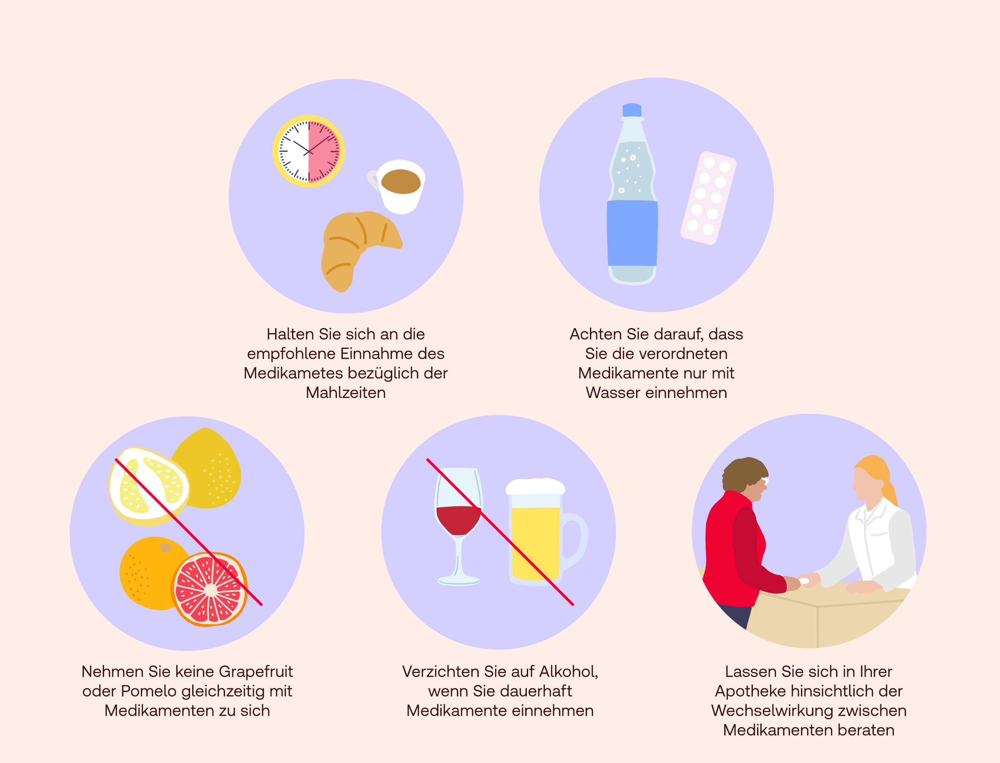 Halten Sie sich an die
empfohlene Einnahme des
Medikametes bezüglich der
Mahlzeiten
Achten Sie darauf, dass
Sie die verordneten
Medikamente nur mit
Wasser einnehmen
Nehmen Sie keine Grapefruit
oder Pomelo gleichzeitig mit
Medikamenten zu sich
Verzichten Sie auf Alkohol,
wenn Sie dauerhaft
Medikamente einnehmen
Lassen Sie sich in Ihrer
Apotheke hinsichtlich der
Wechselwirkung zwischen
Medikamenten beraten